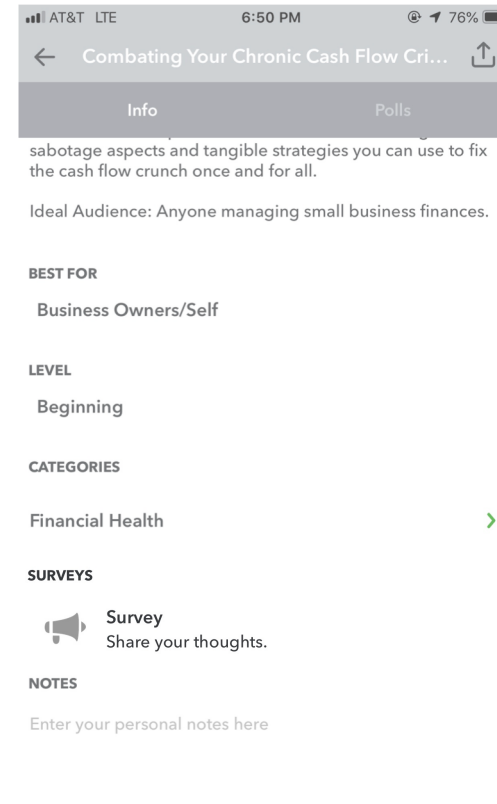 AT&T LTE 6:50 PM 76%
Combating Your Chronic Cash Flow Cri...
Info Polls
sabotage aspects and tangible strategies you can use to fix
the cash flow crunch once and for all.
Ideal Audience: Anyone managing small business finances.
BEST FOR
Business Owners/Self
LEVEL
Beginning
CATEGORIES
Financial Health
SURVEYS
Survey
Share your thoughts.
NOTES
Enter your personal notes here